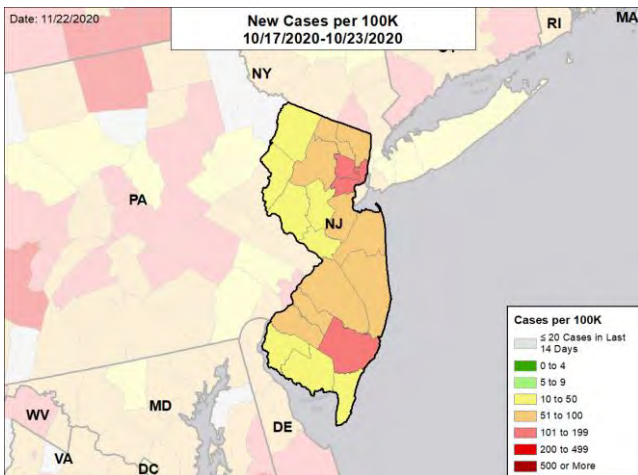 Date: 11/22/2020
New Cases per 100K
10/17/2020-10/23/2020
MA
RI
NY
PA
NJ
MD
DE
WV
VA
DC
Cases per 100K
≤ 20 Cases in Last
14 Days
0 to 4
5 to 9
10 to 50
51 to 100
101 to 199
200 to 499
500 or More